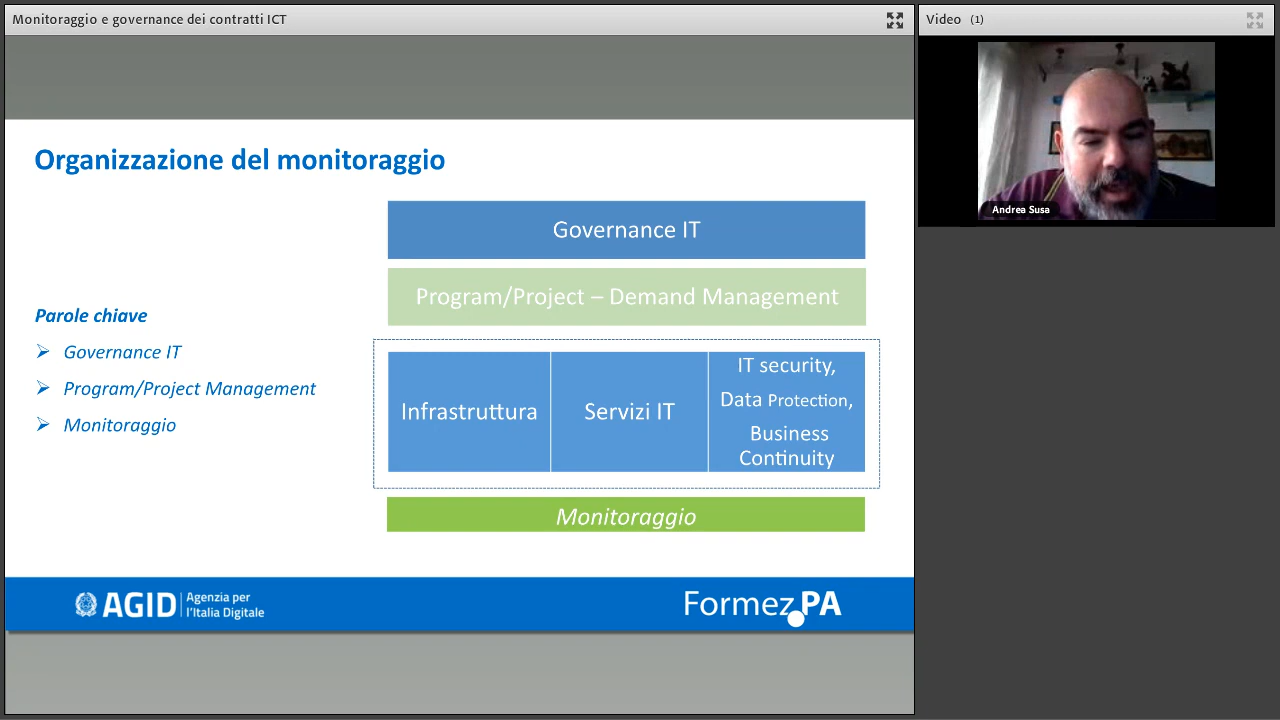 Monitoraggio e governance dei contratti ICT
Video (1)
Andrea Susa
Organizzazione del monitoraggio
Parole chiave
Governance IT
Program/Project Management
Monitoraggio
Governance IT
Program/Project – Demand Management
Infrastruttura
Servizi IT
IT security,
Data Protection,
Business
Continuity
Monitoraggio
AGID
Agenzia per
l'Italia Digitale
Formez PA